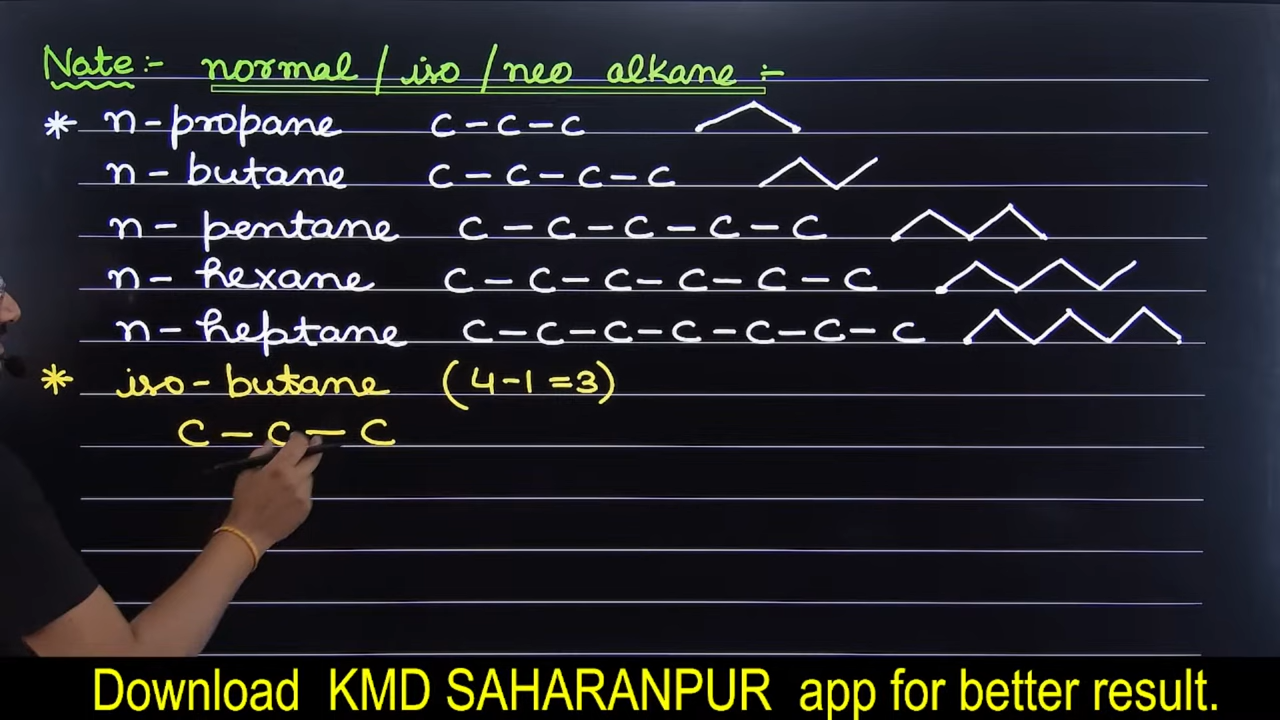 Note:- normal / iso / neo alkane :-
* n-propane C-C-C
n-butane C-C-C-C
n-pentane C-C-C-C-C
n-hexane C-C-C-C-C-C
n-heptane C-C-C-C-C-C-C
* iso-butane (4-1=3)
C-C-C
Download KMD SAHARANPUR app for better result.